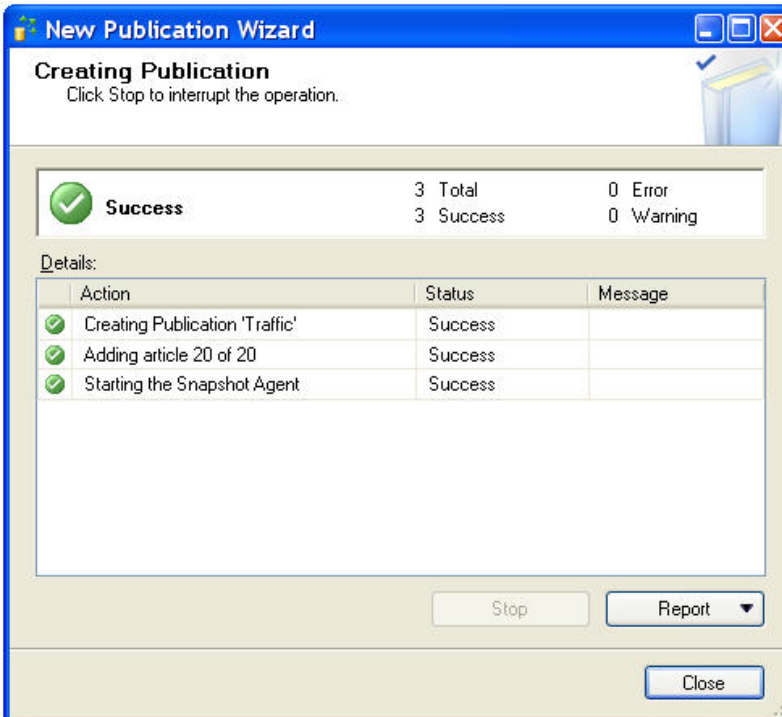 New Publication Wizard
Creating Publication
Click Stop to interrupt the operation.
Success
3 Total 0 Error
3 Success 0 Warning
Details:
Action Status Message
Creating Publication 'Traffic' Success
Adding article 20 of 20 Success
Starting the Snapshot Agent Success
Stop Report
Close